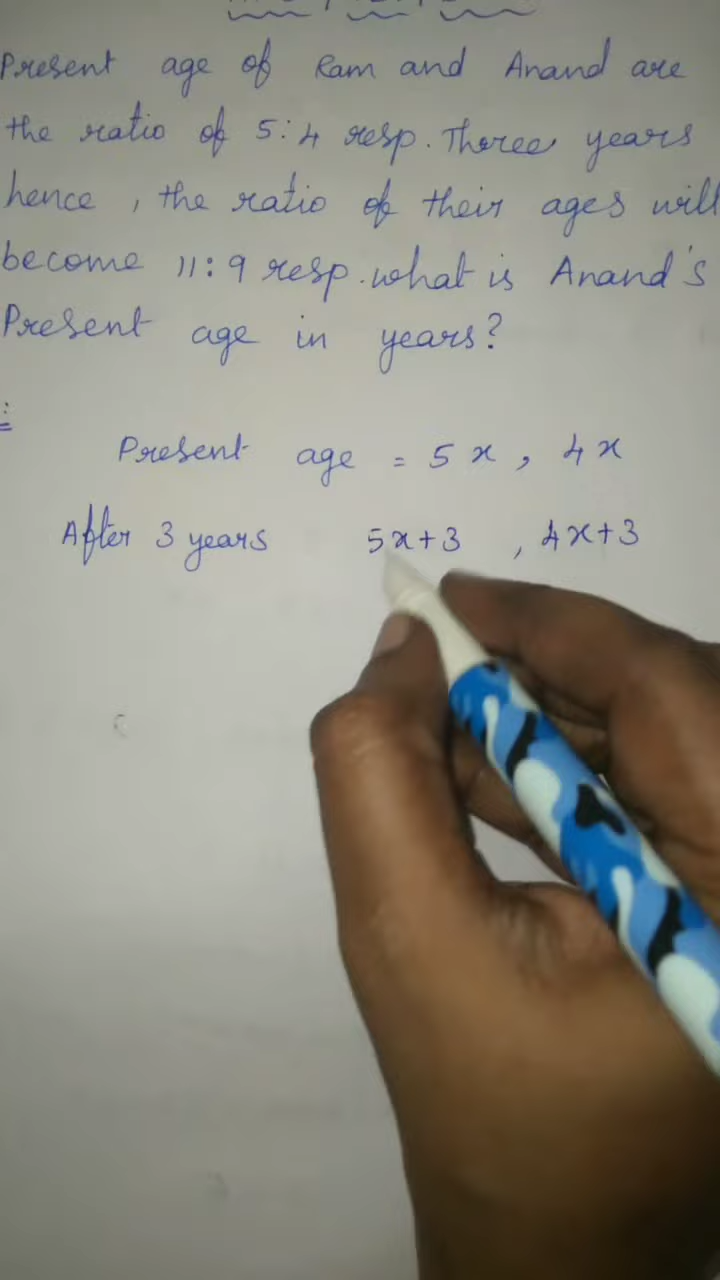 Present age of Ram and Anand are
the ratio of 5:4 resp. Three years
hence, the ratio of their ages will
become 11:9 resp. what is Anand's
Present age in years?
:
Present age = 5x, 4x
After 3 years 5x+3, 4x+3